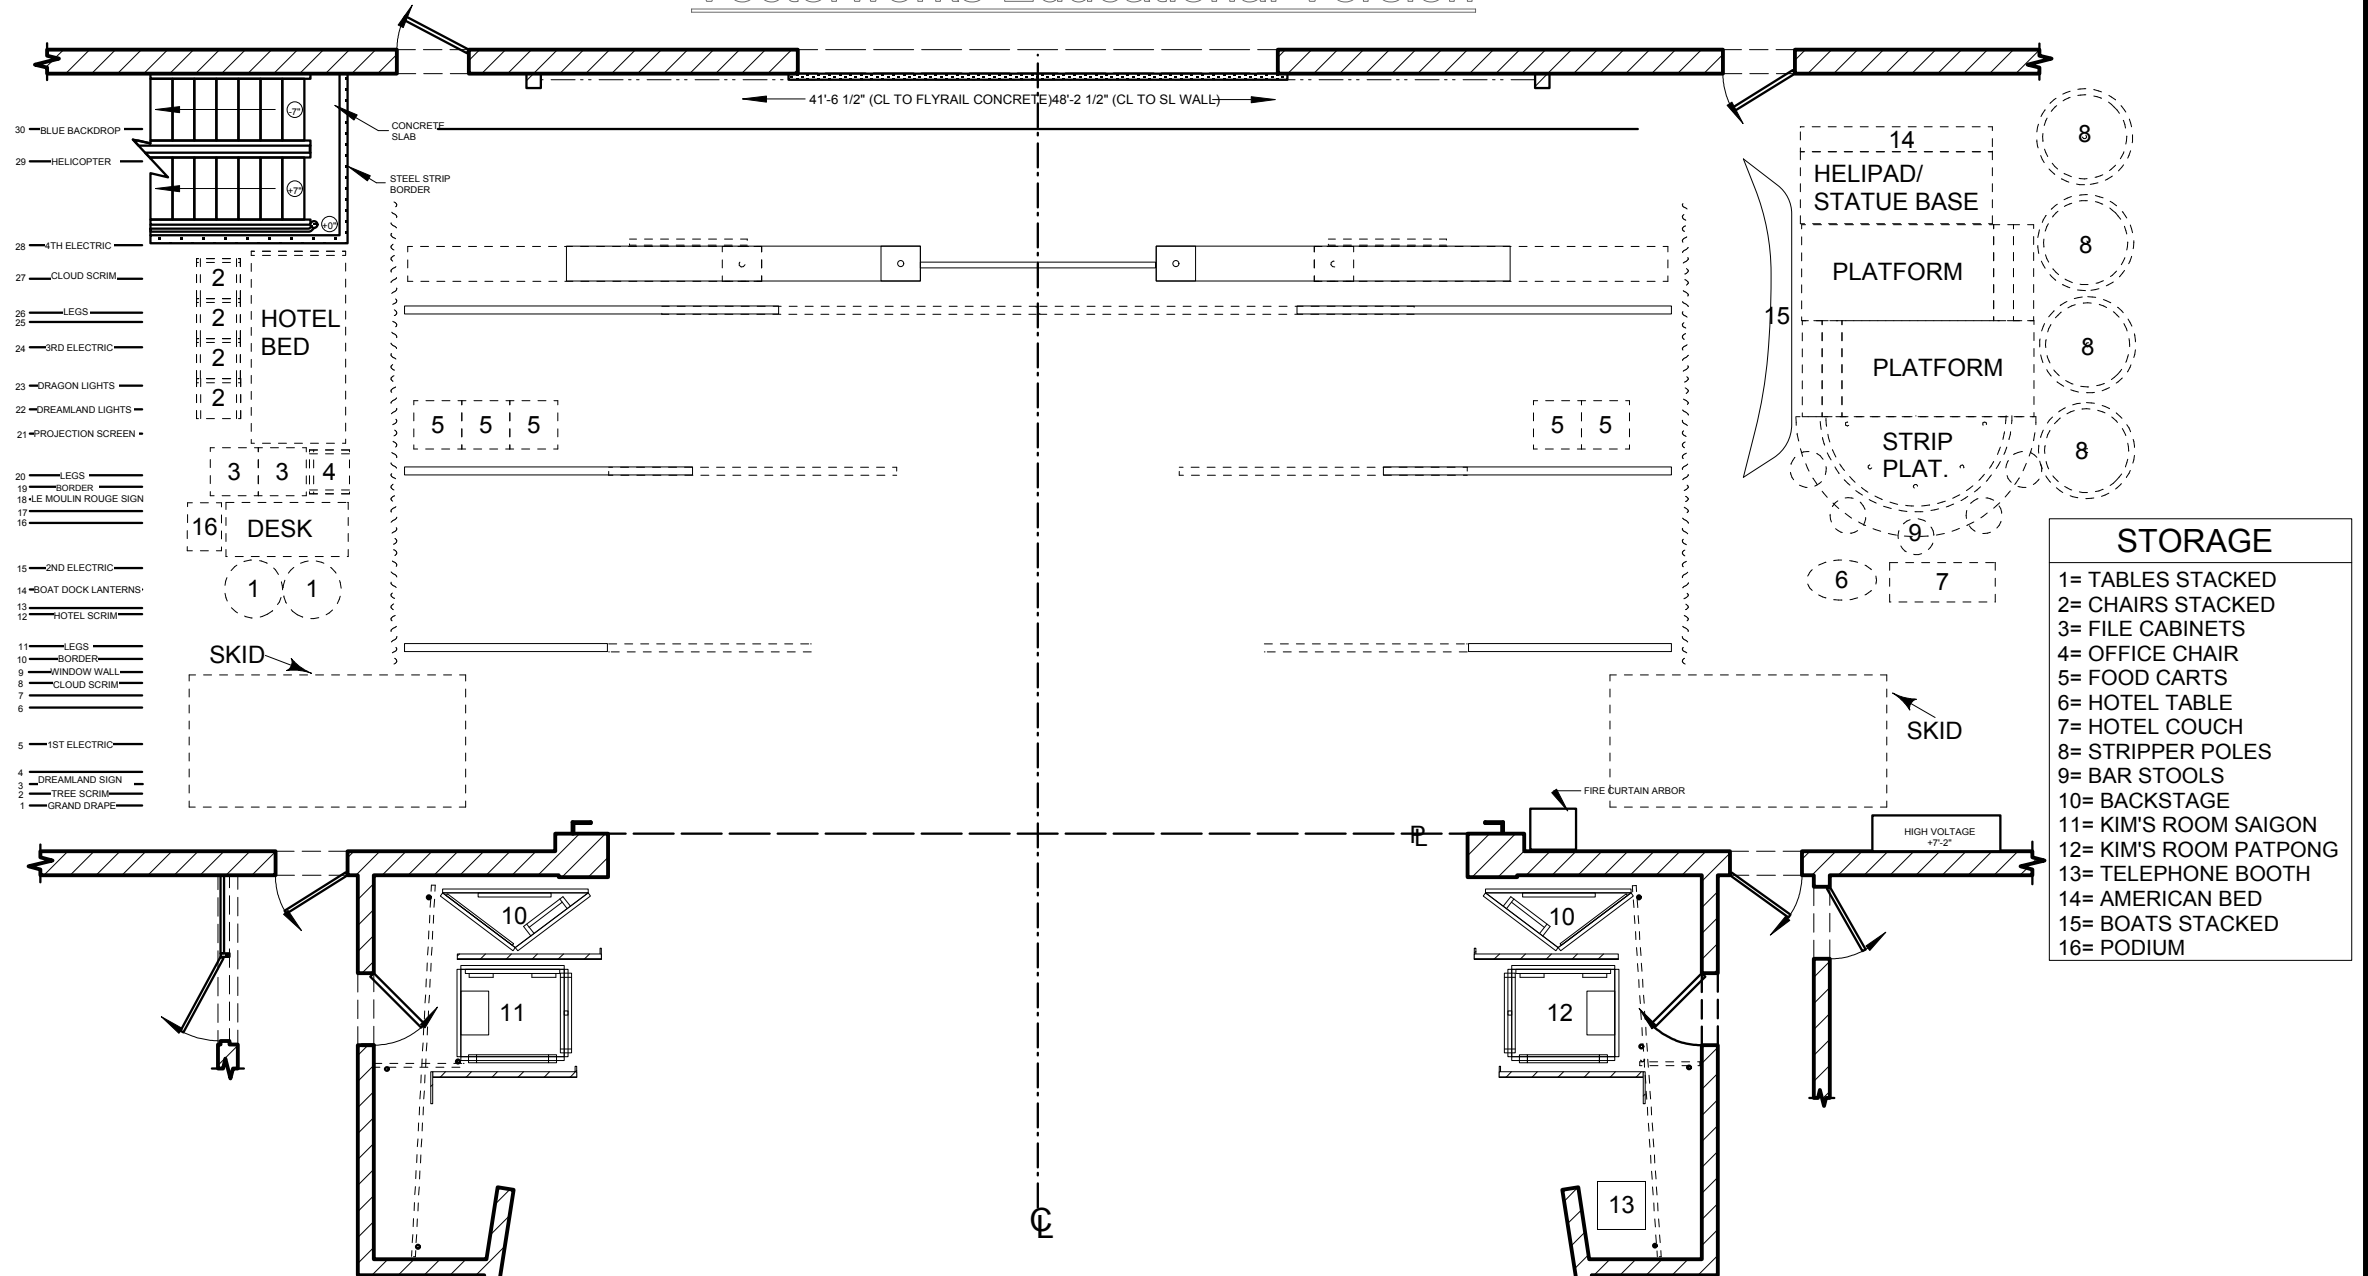 Vectorworks Educational Version
41'-6 1/2" (CL TO FLYRAIL CONCRETE)
48'-2 1/2" (CL TO SL WALL)
CONCRETE
SLAB
STEEL STRIP
BORDER
-7"
+7"
+0"
30 BLUE BACKDROP
29 HELICOPTER
28 4TH ELECTRIC
27 CLOUD SCRIM
26 LEGS
25
24 3RD ELECTRIC
23 DRAGON LIGHTS
22 DREAMLAND LIGHTS
21 PROJECTION SCREEN
20 LEGS
19 BORDER
18 LE MOULIN ROUGE SIGN
17
16
15 2ND ELECTRIC
14 BOAT DOCK LANTERNS
13
12 HOTEL SCRIM
11 LEGS
10 BORDER
9 WINDOW WALL
8 CLOUD SCRIM
7
6
5 1ST ELECTRIC
4
3 DREAMLAND SIGN
2 TREE SCRIM
1 GRAND DRAPE
2
2
2
2
HOTEL
BED
3 3 4
16 DESK
1 1
SKID
5 5 5
5 5
14
HELIPAD/
STATUE BASE
PLATFORM
15
PLATFORM
STRIP
PLAT.
9
6 7
8
8
8
8
SKID
FIRE CURTAIN ARBOR
PL
HIGH VOLTAGE
+7'-2"
10
11
10
12
13
CL
STORAGE
1= TABLES STACKED
2= CHAIRS STACKED
3= FILE CABINETS
4= OFFICE CHAIR
5= FOOD CARTS
6= HOTEL TABLE
7= HOTEL COUCH
8= STRIPPER POLES
9= BAR STOOLS
10= BACKSTAGE
11= KIM'S ROOM SAIGON
12= KIM'S ROOM PATPONG
13= TELEPHONE BOOTH
14= AMERICAN BED
15= BOATS STACKED
16= PODIUM